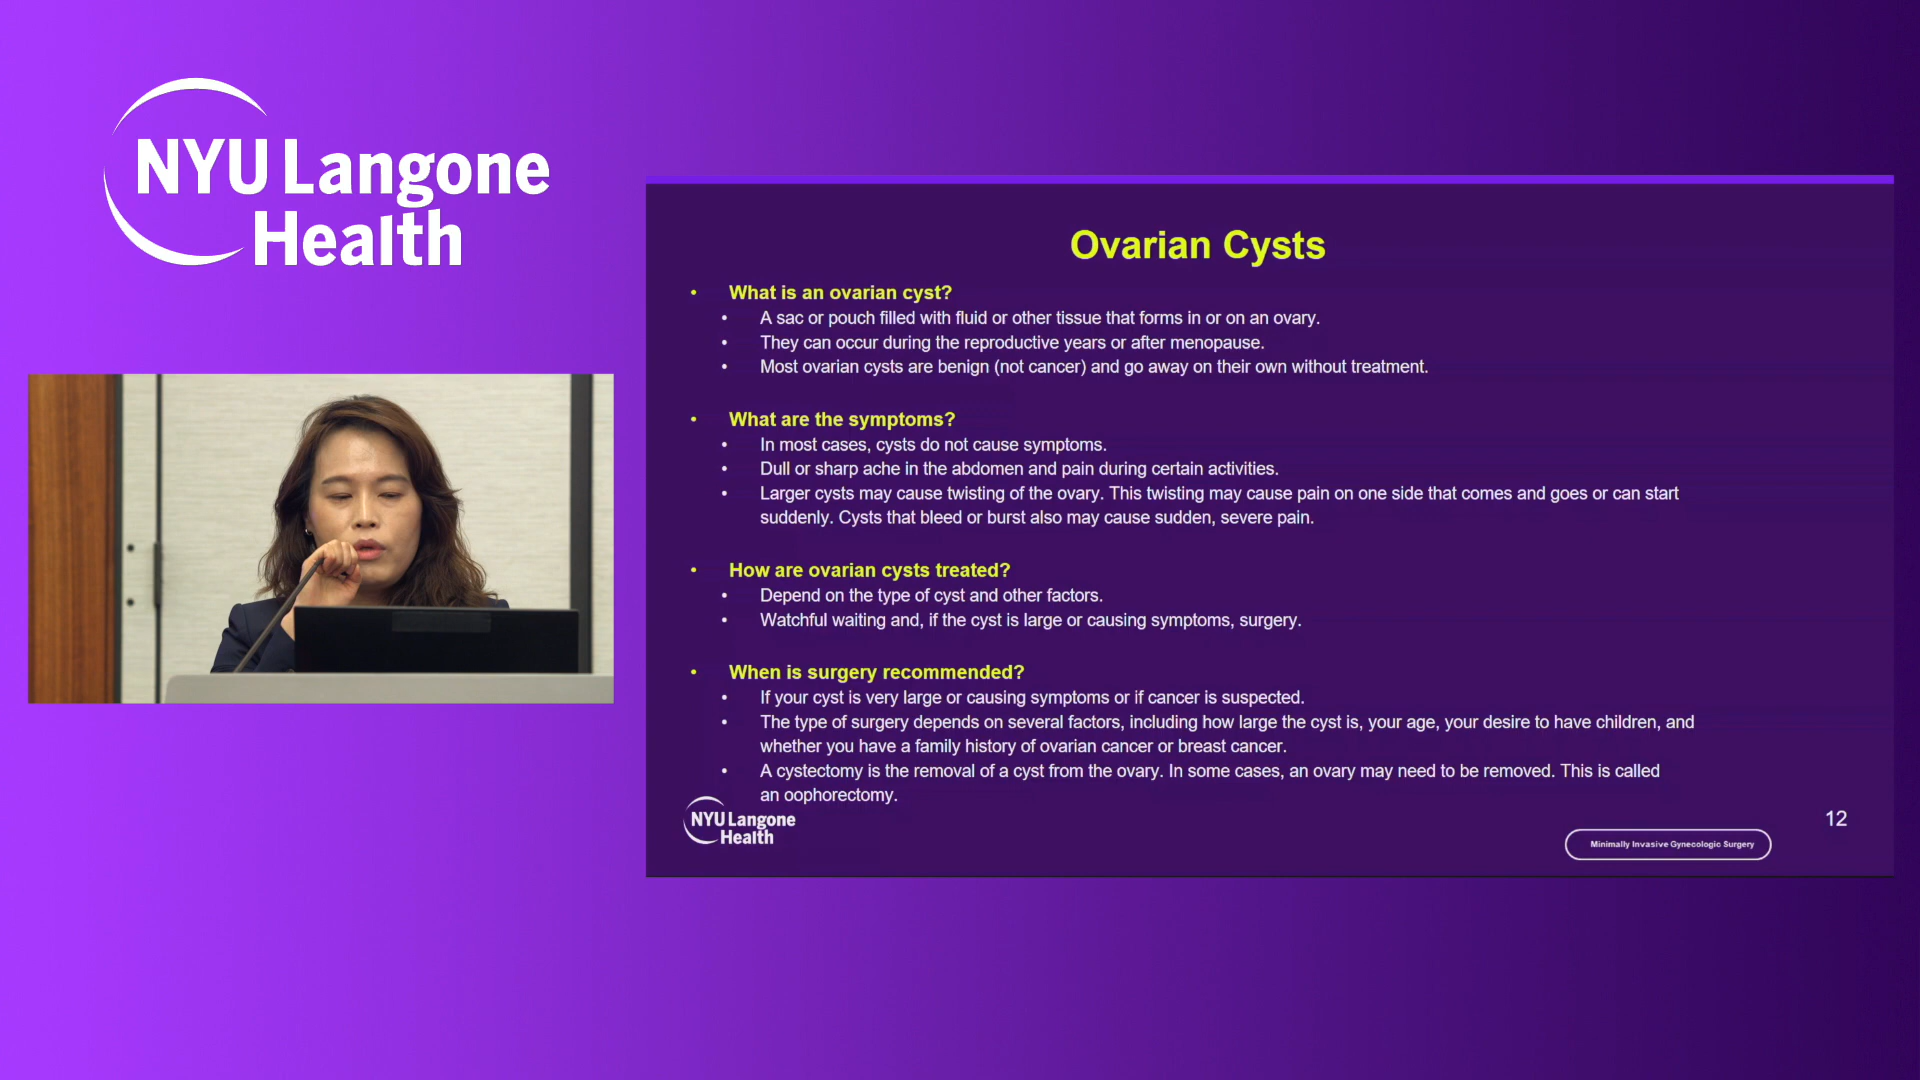 NYU Langone
Health
Ovarian Cysts
• What is an ovarian cyst?
• A sac or pouch filled with fluid or other tissue that forms in or on an ovary.
• They can occur during the reproductive years or after menopause.
• Most ovarian cysts are benign (not cancer) and go away on their own without treatment.
• What are the symptoms?
• In most cases, cysts do not cause symptoms.
• Dull or sharp ache in the abdomen and pain during certain activities.
• Larger cysts may cause twisting of the ovary. This twisting may cause pain on one side that comes and goes or can start
suddenly. Cysts that bleed or burst also may cause sudden, severe pain.
• How are ovarian cysts treated?
• Depend on the type of cyst and other factors.
• Watchful waiting and, if the cyst is large or causing symptoms, surgery.
• When is surgery recommended?
• If your cyst is very large or causing symptoms or if cancer is suspected.
• The type of surgery depends on several factors, including how large the cyst is, your age, your desire to have children, and
whether you have a family history of ovarian cancer or breast cancer.
• A cystectomy is the removal of a cyst from the ovary. In some cases, an ovary may need to be removed. This is called
an oophorectomy.
NYU Langone
Health
12
Minimally Invasive Gynecologic Surgery